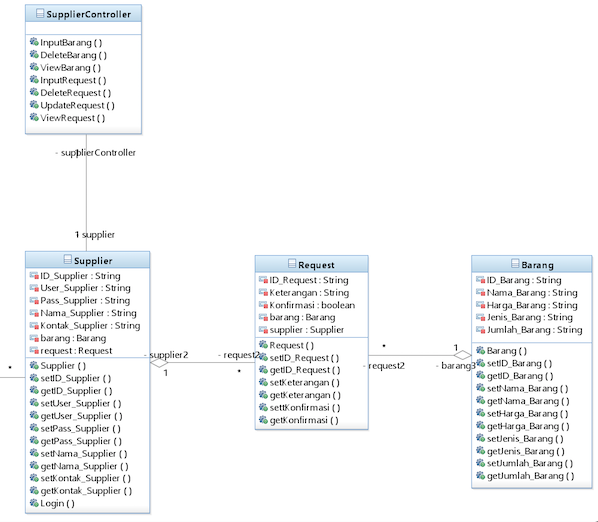 SupplierController
InputBarang ( )
DeleteBarang ( )
ViewBarang ( )
InputRequest ( )
DeleteRequest ( )
UpdateRequest ( )
ViewRequest ( )
- supplierController
1
1
supplier
Supplier
ID_Supplier : String
User_Supplier : String
Pass_Supplier : String
Nama_Supplier : String
Kontak_Supplier : String
barang : Barang
request : Request
Supplier ( )
setID_Supplier ( )
getID_Supplier ( )
setUser_Supplier ( )
getUser_Supplier ( )
setPass_Supplier ( )
getPass_Supplier ( )
setNama_Supplier ( )
getNama_Supplier ( )
setKontak_Supplier ( )
getKontak_Supplier ( )
Login ( )
*
- supplier2
1
- request2
*
Request
ID_Request : String
Keterangan : String
Konfirmasi : boolean
barang : Barang
supplier : Supplier
Request ( )
setID_Request ( )
getID_Request ( )
setKeterangan ( )
getKeterangan ( )
settKonfirmasi ( )
getKonfirmasi ( )
*
- request2
1
- barang3
Barang
ID_Barang : String
Nama_Barang : String
Harga_Barang : String
Jenis_Barang : String
Jumlah_Barang : String
Barang ( )
setID_Barang ( )
getID_Barang ( )
setNama_Barang ( )
getNama_Barang ( )
setHarga_Barang ( )
getHarga_Barang ( )
setJenis_Barang ( )
getJenis_Barang ( )
setJumlah_Barang ( )
getJumlah_Barang ( )